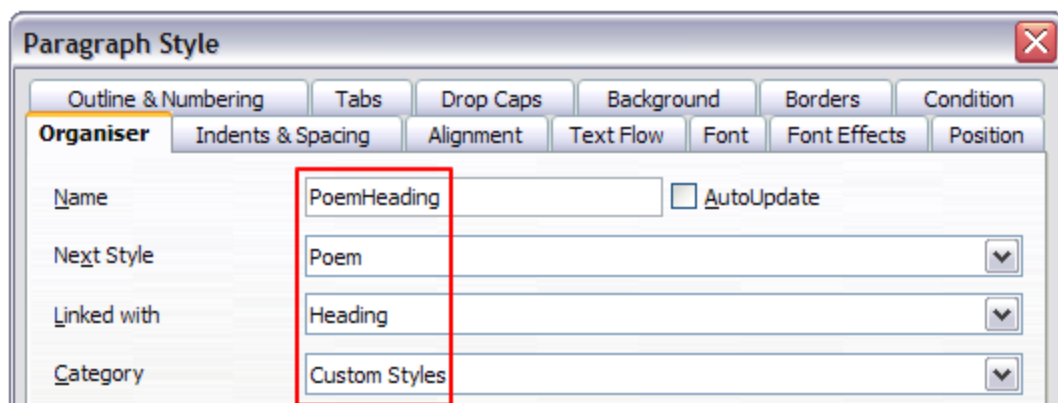 Paragraph Style
Outline & Numbering Tabs Drop Caps Background Borders Condition
Organiser Indents & Spacing Alignment Text Flow Font Font Effects Position
Name PoemHeading AutoUpdate
Next Style Poem
Linked with Heading
Category Custom Styles